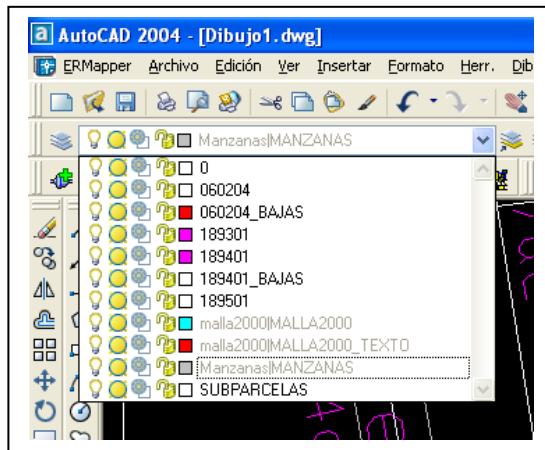 a AutoCAD 2004 - [Dibujo1.dwg]
ERMapper Archivo Edición Ver Insertar Formato Herr. Dib
Manzanas|MANZANAS
0
060204
060204_BAJAS
189301
189401
189401_BAJAS
189501
malla2000|MALLA2000
malla2000|MALLA2000_TEXTO
Manzanas|MANZANAS
SUBPARCELAS